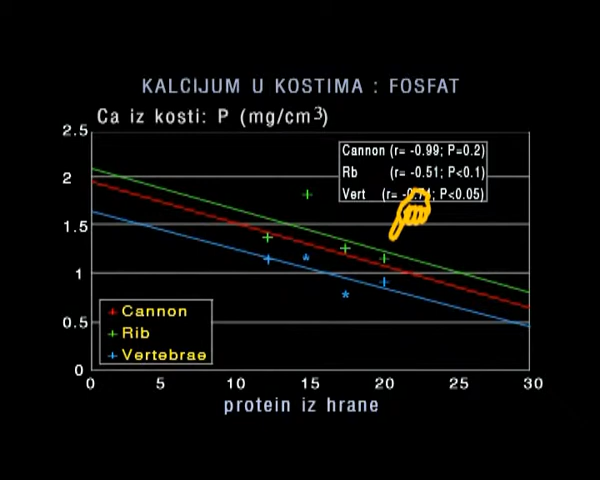 KALCIJUM U KOSTIMA : FOSFAT
Ca iz kosti: P (mg/cm³)
Cannon (r= -0.99; P=0.2)
Rb (r= -0.51; P<0.1)
Vert (r= -0.74; P<0.05)
2.5
2
1.5
1
0.5
0
Cannon
Rib
Vertebrae
0 5 10 15 20 25 30
protein iz hrane